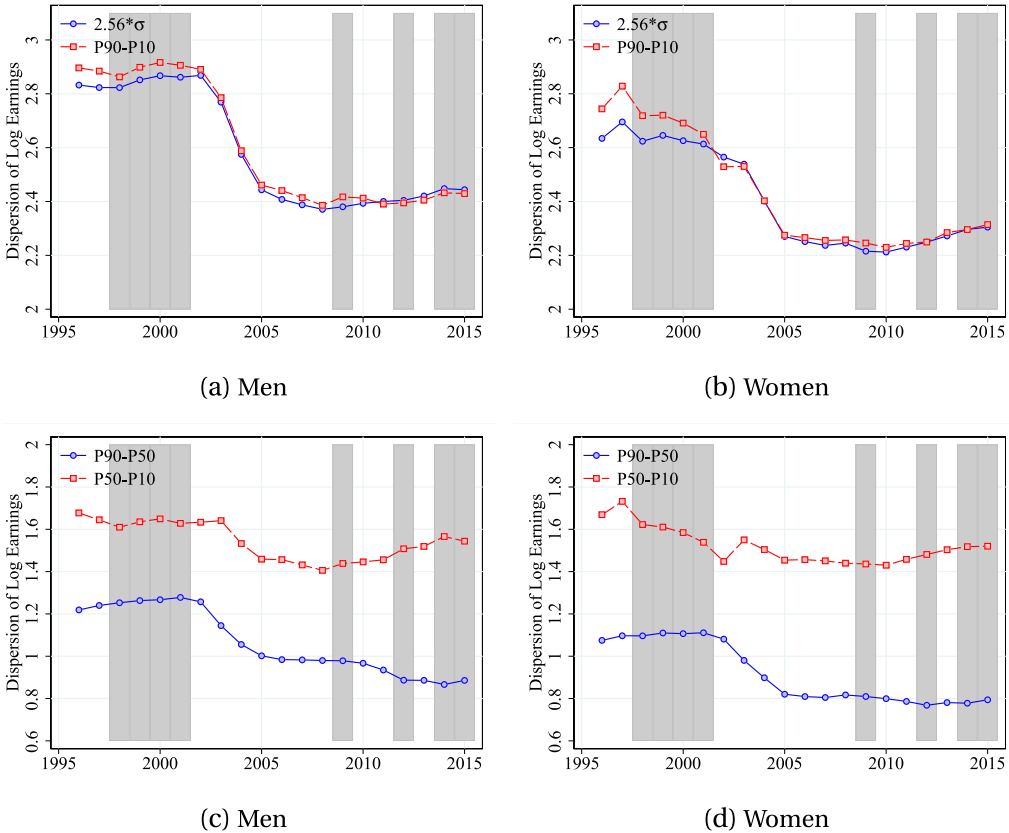 2.56*σ
P90-P10
Dispersion of Log Earnings
3
2.8
2.6
2.4
2.2
2
1995 2000 2005 2010 2015
(a) Men
2.56*σ
P90-P10
Dispersion of Log Earnings
3
2.8
2.6
2.4
2.2
2
1995 2000 2005 2010 2015
(b) Women
P90-P50
P50-P10
Dispersion of Log Earnings
2
1.8
1.6
1.4
1.2
1
0.8
0.6
1995 2000 2005 2010 2015
(c) Men
P90-P50
P50-P10
Dispersion of Log Earnings
2
1.8
1.6
1.4
1.2
1
0.8
0.6
1995 2000 2005 2010 2015
(d) Women